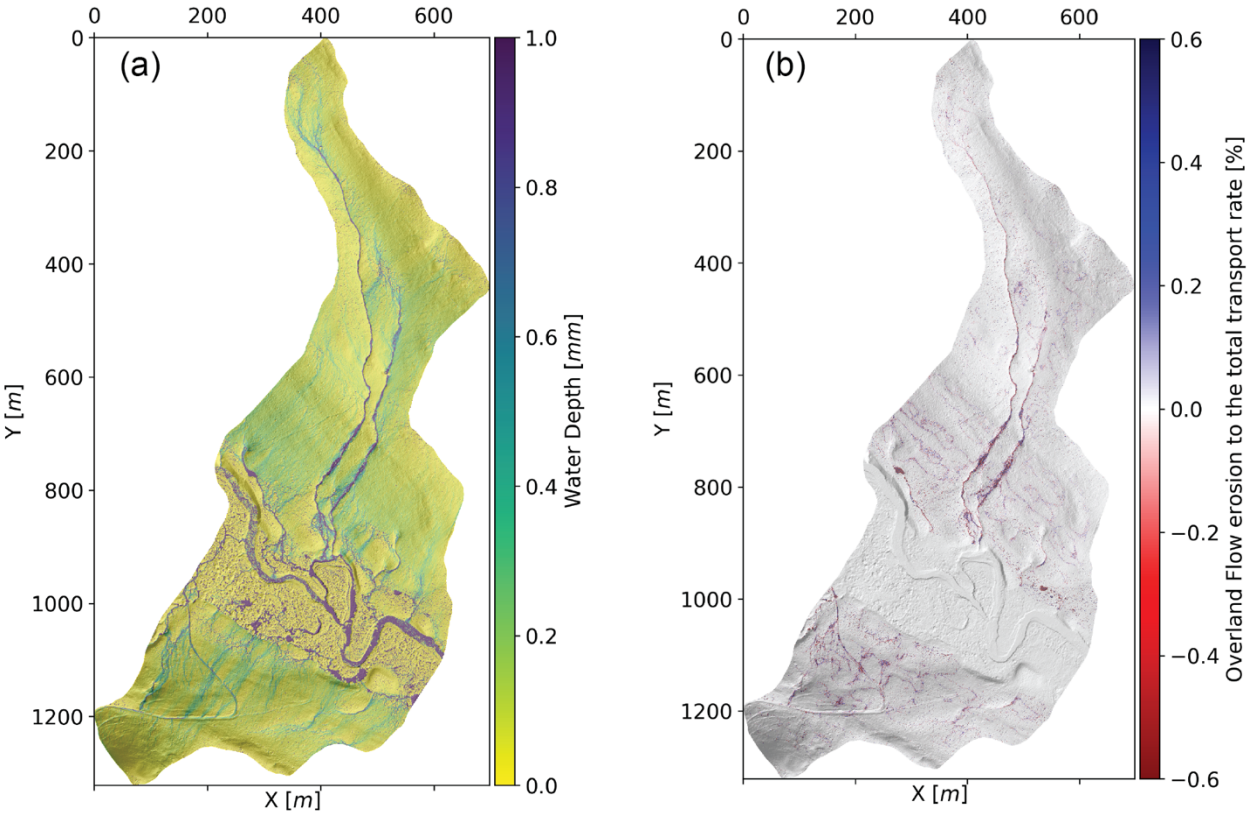 0 200 400 600
(a)
0
200
400
600
800
1000
1200
Y [m]
X [m]
1.0
0.8
0.6
0.4
0.2
0.0
Water Depth [mm]
0 200 400 600
(b)
0
200
400
600
800
1000
1200
Y [m]
X [m]
0.6
0.4
0.2
0.0
−0.2
−0.4
−0.6
Overland Flow erosion to the total transport rate [%]